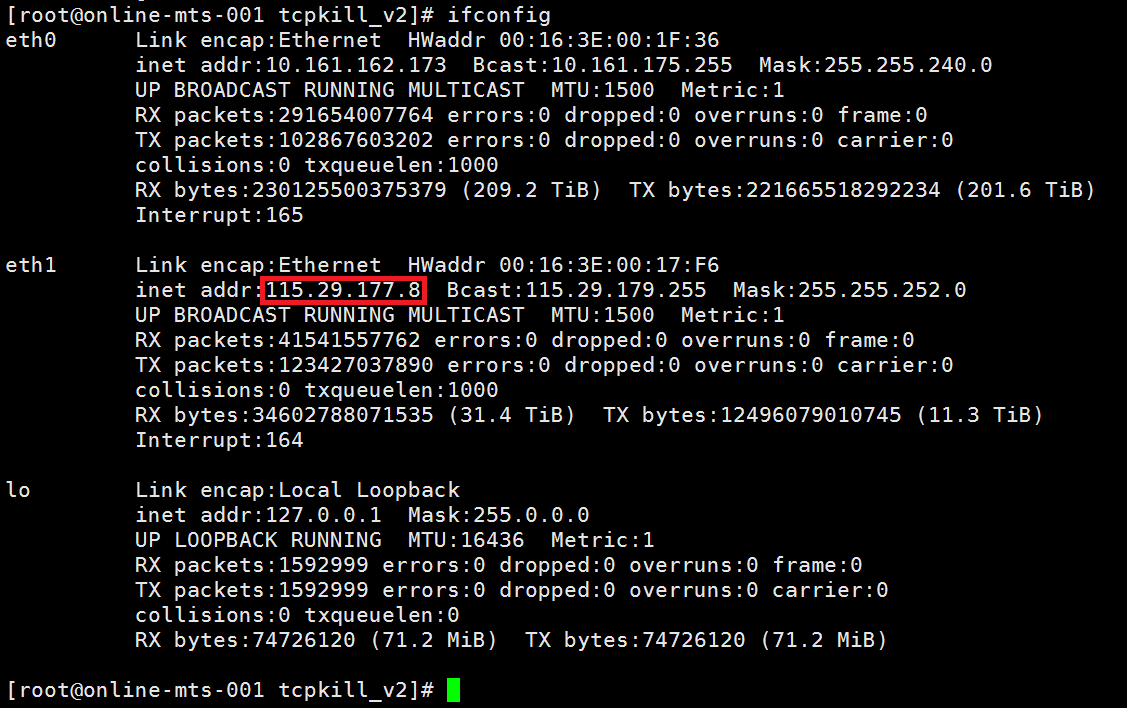 [root@online-mts-001 tcpkill_v2]# ifconfig
eth0      Link encap:Ethernet  HWaddr 00:16:3E:00:1F:36
          inet addr:10.161.162.173  Bcast:10.161.175.255  Mask:255.255.240.0
          UP BROADCAST RUNNING MULTICAST  MTU:1500  Metric:1
          RX packets:291654007764 errors:0 dropped:0 overruns:0 frame:0
          TX packets:102867603202 errors:0 dropped:0 overruns:0 carrier:0
          collisions:0 txqueuelen:1000
          RX bytes:230125500375379 (209.2 TiB)  TX bytes:221665518292234 (201.6 TiB)
          Interrupt:165

eth1      Link encap:Ethernet  HWaddr 00:16:3E:00:17:F6
          inet addr:115.29.177.8  Bcast:115.29.179.255  Mask:255.255.252.0
          UP BROADCAST RUNNING MULTICAST  MTU:1500  Metric:1
          RX packets:41541557762 errors:0 dropped:0 overruns:0 frame:0
          TX packets:123427037890 errors:0 dropped:0 overruns:0 carrier:0
          collisions:0 txqueuelen:1000
          RX bytes:34602788071535 (31.4 TiB)  TX bytes:12496079010745 (11.3 TiB)
          Interrupt:164

lo        Link encap:Local Loopback
          inet addr:127.0.0.1  Mask:255.0.0.0
          UP LOOPBACK RUNNING  MTU:16436  Metric:1
          RX packets:1592999 errors:0 dropped:0 overruns:0 frame:0
          TX packets:1592999 errors:0 dropped:0 overruns:0 carrier:0
          collisions:0 txqueuelen:0
          RX bytes:74726120 (71.2 MiB)  TX bytes:74726120 (71.2 MiB)

[root@online-mts-001 tcpkill_v2]#